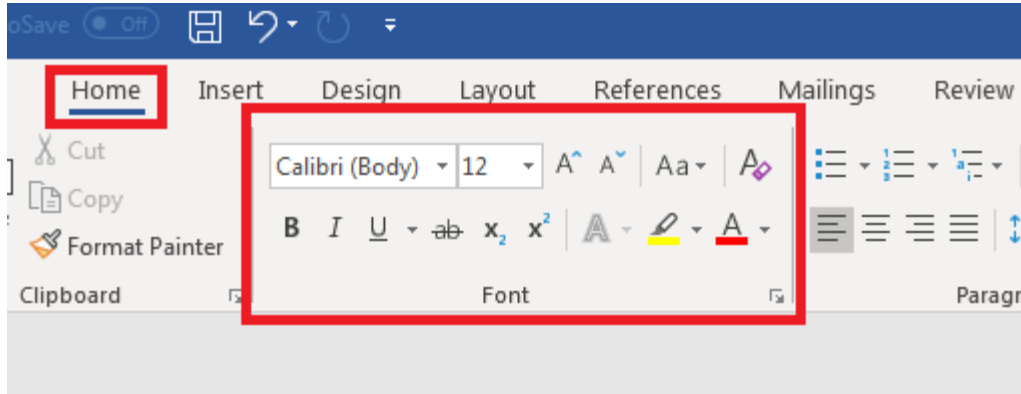 oSave Off
Home Insert Design Layout References Mailings Review
Cut
Calibri (Body) 12 A A Aa A
Copy
B I U ab x2 x2 A A
Format Painter
Clipboard Font Paragr